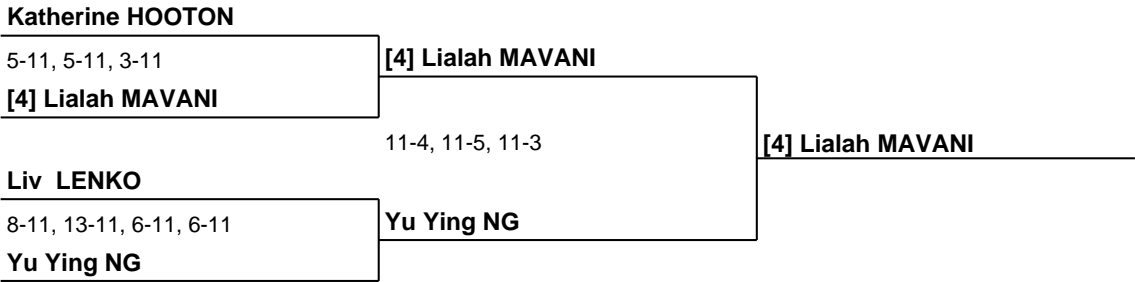 Katherine HOOTON
5-11, 5-11, 3-11
[4] Lialah MAVANI
[4] Lialah MAVANI
11-4, 11-5, 11-3
[4] Lialah MAVANI
Liv  LENKO
8-11, 13-11, 6-11, 6-11
Yu Ying NG
Yu Ying NG